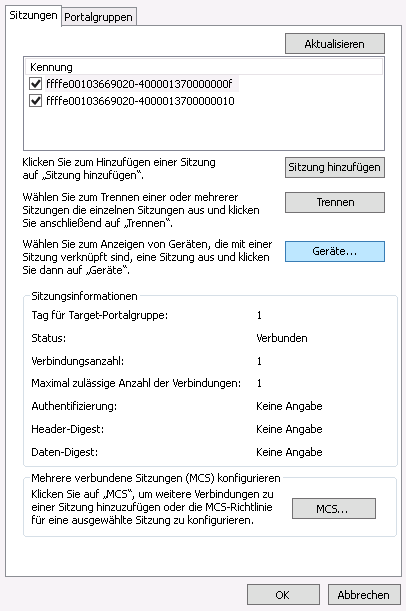 Sitzungen
Portalgruppen
Aktualisieren
Kennung
ffffe00103669020-400001370000000f
ffffe00103669020-4000013700000010
Klicken Sie zum Hinzufügen einer Sitzung
auf „Sitzung hinzufügen“.
Sitzung hinzufügen
Wählen Sie zum Trennen einer oder mehrerer
Sitzungen die einzelnen Sitzungen aus und klicken
Sie anschließend auf „Trennen“.
Trennen
Wählen Sie zum Anzeigen von Geräten, die mit einer
Sitzung verknüpft sind, eine Sitzung aus und klicken
Sie dann auf „Geräte“.
Geräte...
Sitzungsinformationen
Tag für Target-Portalgruppe: 1
Status: Verbunden
Verbindungsanzahl: 1
Maximal zulässige Anzahl der Verbindungen: 1
Authentifizierung: Keine Angabe
Header-Digest: Keine Angabe
Daten-Digest: Keine Angabe
Mehrere verbundene Sitzungen (MCS) konfigurieren
Klicken Sie auf „MCS“, um weitere Verbindungen zu
einer Sitzung hinzuzufügen oder die MCS-Richtlinie
für eine ausgewählte Sitzung zu konfigurieren.
MCS...
OK
Abbrechen